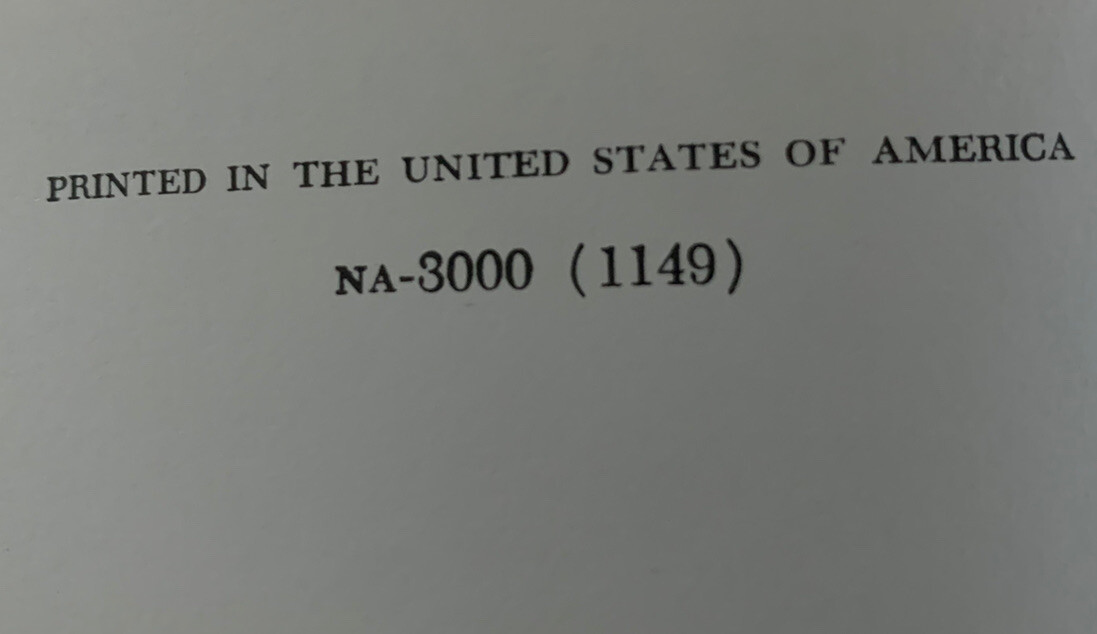 PRINTED IN THE UNITED STATES OF AMERICA
NA-3000 (1149)